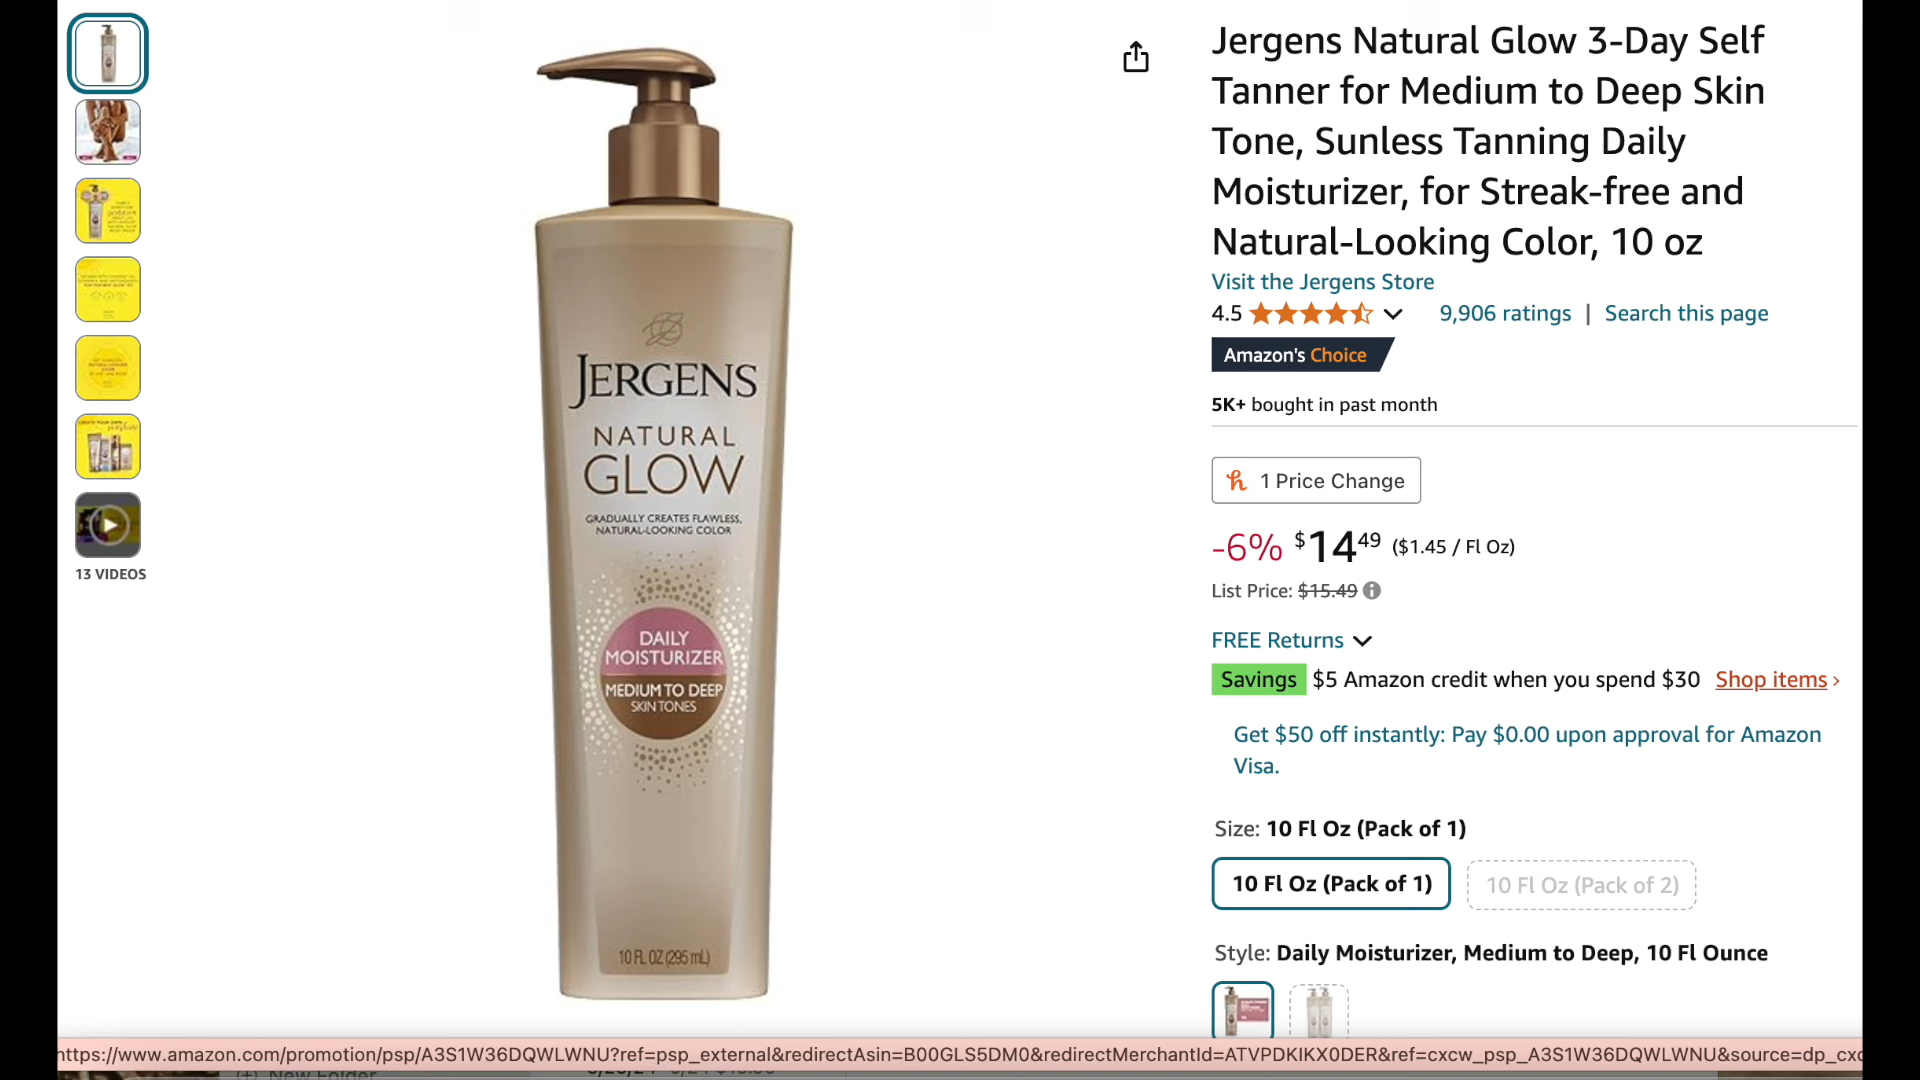 Jergens Natural Glow 3-Day Self
Tanner for Medium to Deep Skin
Tone, Sunless Tanning Daily
Moisturizer, for Streak-free and
Natural-Looking Color, 10 oz
Visit the Jergens Store
4.5
9,906 ratings | Search this page
Amazon's Choice
5K+ bought in past month
1 Price Change
-6% $14 49 ($1.45 / Fl Oz)
List Price: $15.49
FREE Returns
Savings $5 Amazon credit when you spend $30 Shop items ›
Get $50 off instantly: Pay $0.00 upon approval for Amazon
Visa.
Size: 10 Fl Oz (Pack of 1)
10 Fl Oz (Pack of 1)
10 Fl Oz (Pack of 2)
Style: Daily Moisturizer, Medium to Deep, 10 Fl Ounce
JERGENS
NATURAL
GLOW
GRADUALLY CREATES FLAWLESS,
NATURAL-LOOKING COLOR
DAILY
MOISTURIZER
MEDIUM TO DEEP
SKIN TONES
10 FL OZ (295 mL)
13 VIDEOS
https://www.amazon.com/promotion/psp/A3S1W36DQWLWNU?ref=psp_external&redirectAsin=B00GLS5DM0&redirectMerchantId=ATVPDKIKX0DER&ref=cxcw_psp_A3S1W36DQWLWNU&source=dp_cxc
New Folder